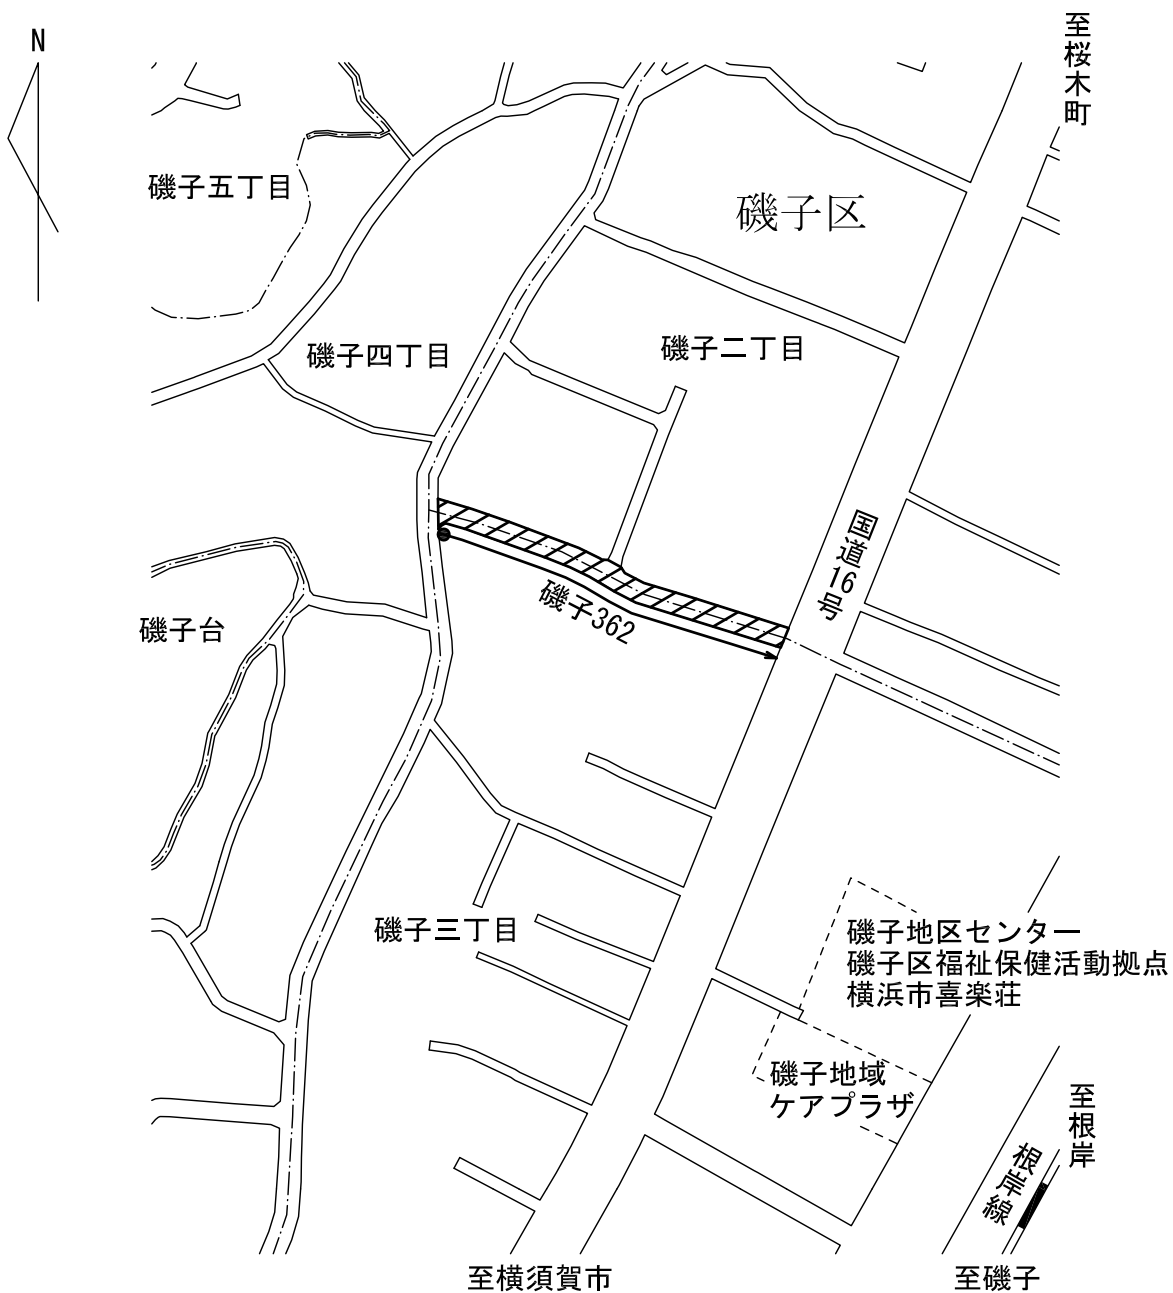 N
至桜木町
磯子五丁目
磯子区
磯子四丁目
磯子二丁目
国道16号
磯子362
磯子台
磯子三丁目
磯子地区センター
磯子区福祉保健活動拠点
横浜市喜楽荘
磯子地域
ケアプラザ
至根岸
根岸線
至横須賀市
至磯子